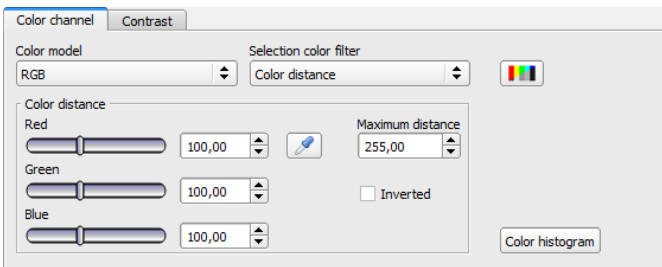 Color channel Contrast
Color model Selection color filter
RGB Color distance
Color distance
Red Maximum distance
100,00 255,00
Green
100,00 Inverted
Blue
100,00 Color histogram